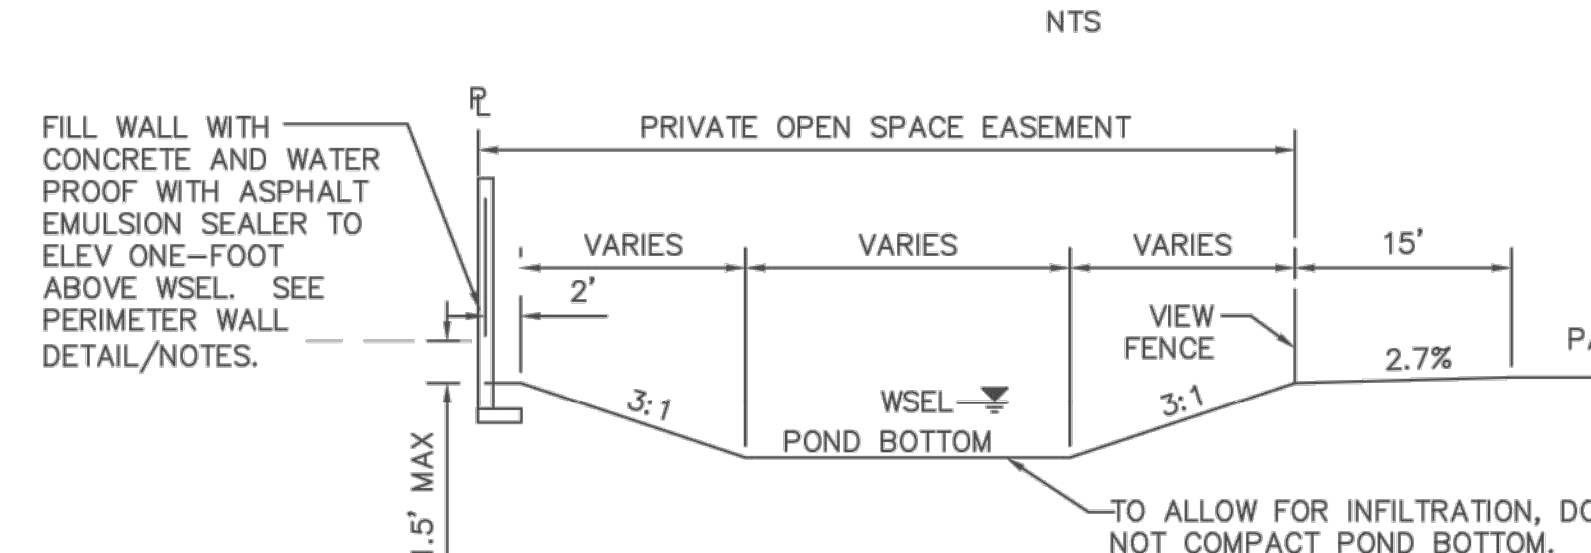 NTS
PL
FILL WALL WITH
CONCRETE AND WATER
PROOF WITH ASPHALT
EMULSION SEALER TO
ELEV ONE-FOOT
ABOVE WSEL. SEE
PERIMETER WALL
DETAIL/NOTES.
PRIVATE OPEN SPACE EASEMENT
VARIES
VARIES
VARIES
15'
2'
VIEW
FENCE
2.7%
3:1
WSEL
3:1
POND BOTTOM
.5' MAX
TO ALLOW FOR INFILTRATION, DO
NOT COMPACT POND BOTTOM.